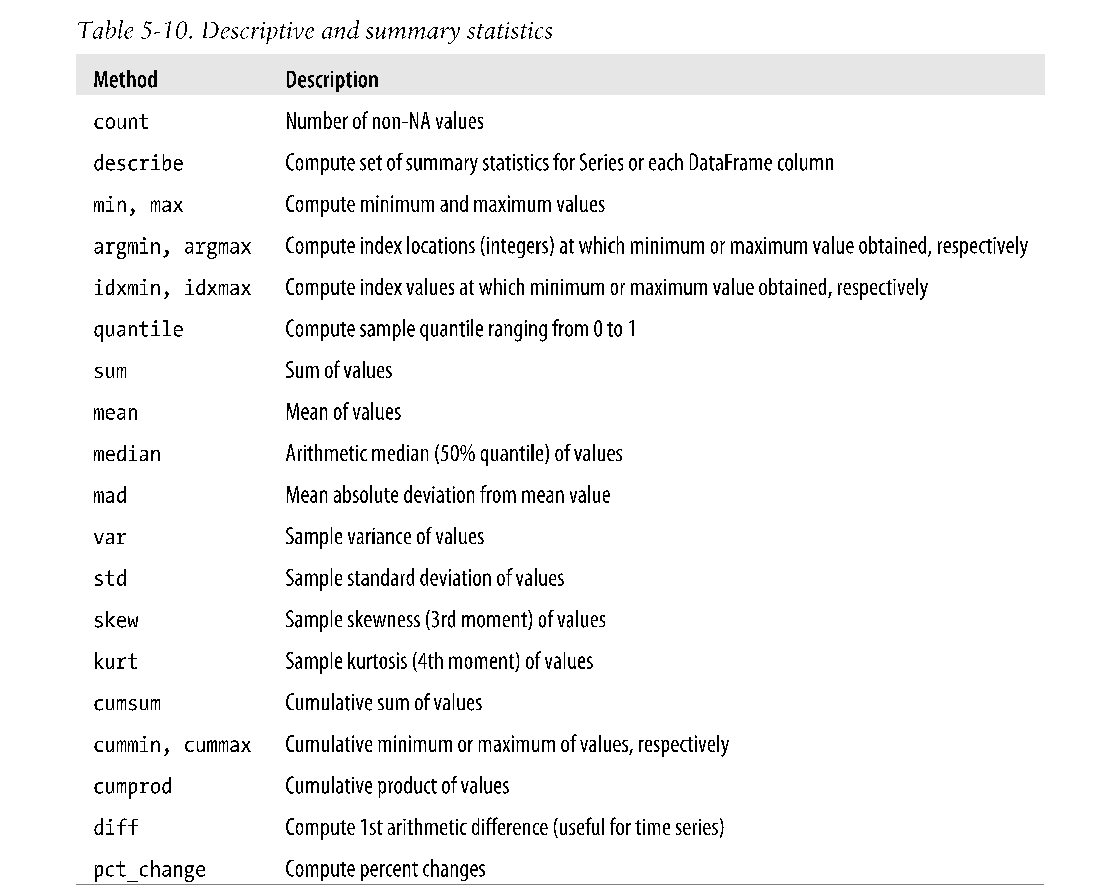 Table 5-10. Descriptive and summary statistics
Method Description
count Number of non-NA values
describe Compute set of summary statistics for Series or each DataFrame column
min, max Compute minimum and maximum values
argmin, argmax Compute index locations (integers) at which minimum or maximum value obtained, respectively
idxmin, idxmax Compute index values at which minimum or maximum value obtained, respectively
quantile Compute sample quantile ranging from 0 to 1
sum Sum of values
mean Mean of values
median Arithmetic median (50% quantile) of values
mad Mean absolute deviation from mean value
var Sample variance of values
std Sample standard deviation of values
skew Sample skewness (3rd moment) of values
kurt Sample kurtosis (4th moment) of values
cumsum Cumulative sum of values
cummin, cummax Cumulative minimum or maximum of values, respectively
cumprod Cumulative product of values
diff Compute 1st arithmetic difference (useful for time series)
pct_change Compute percent changes